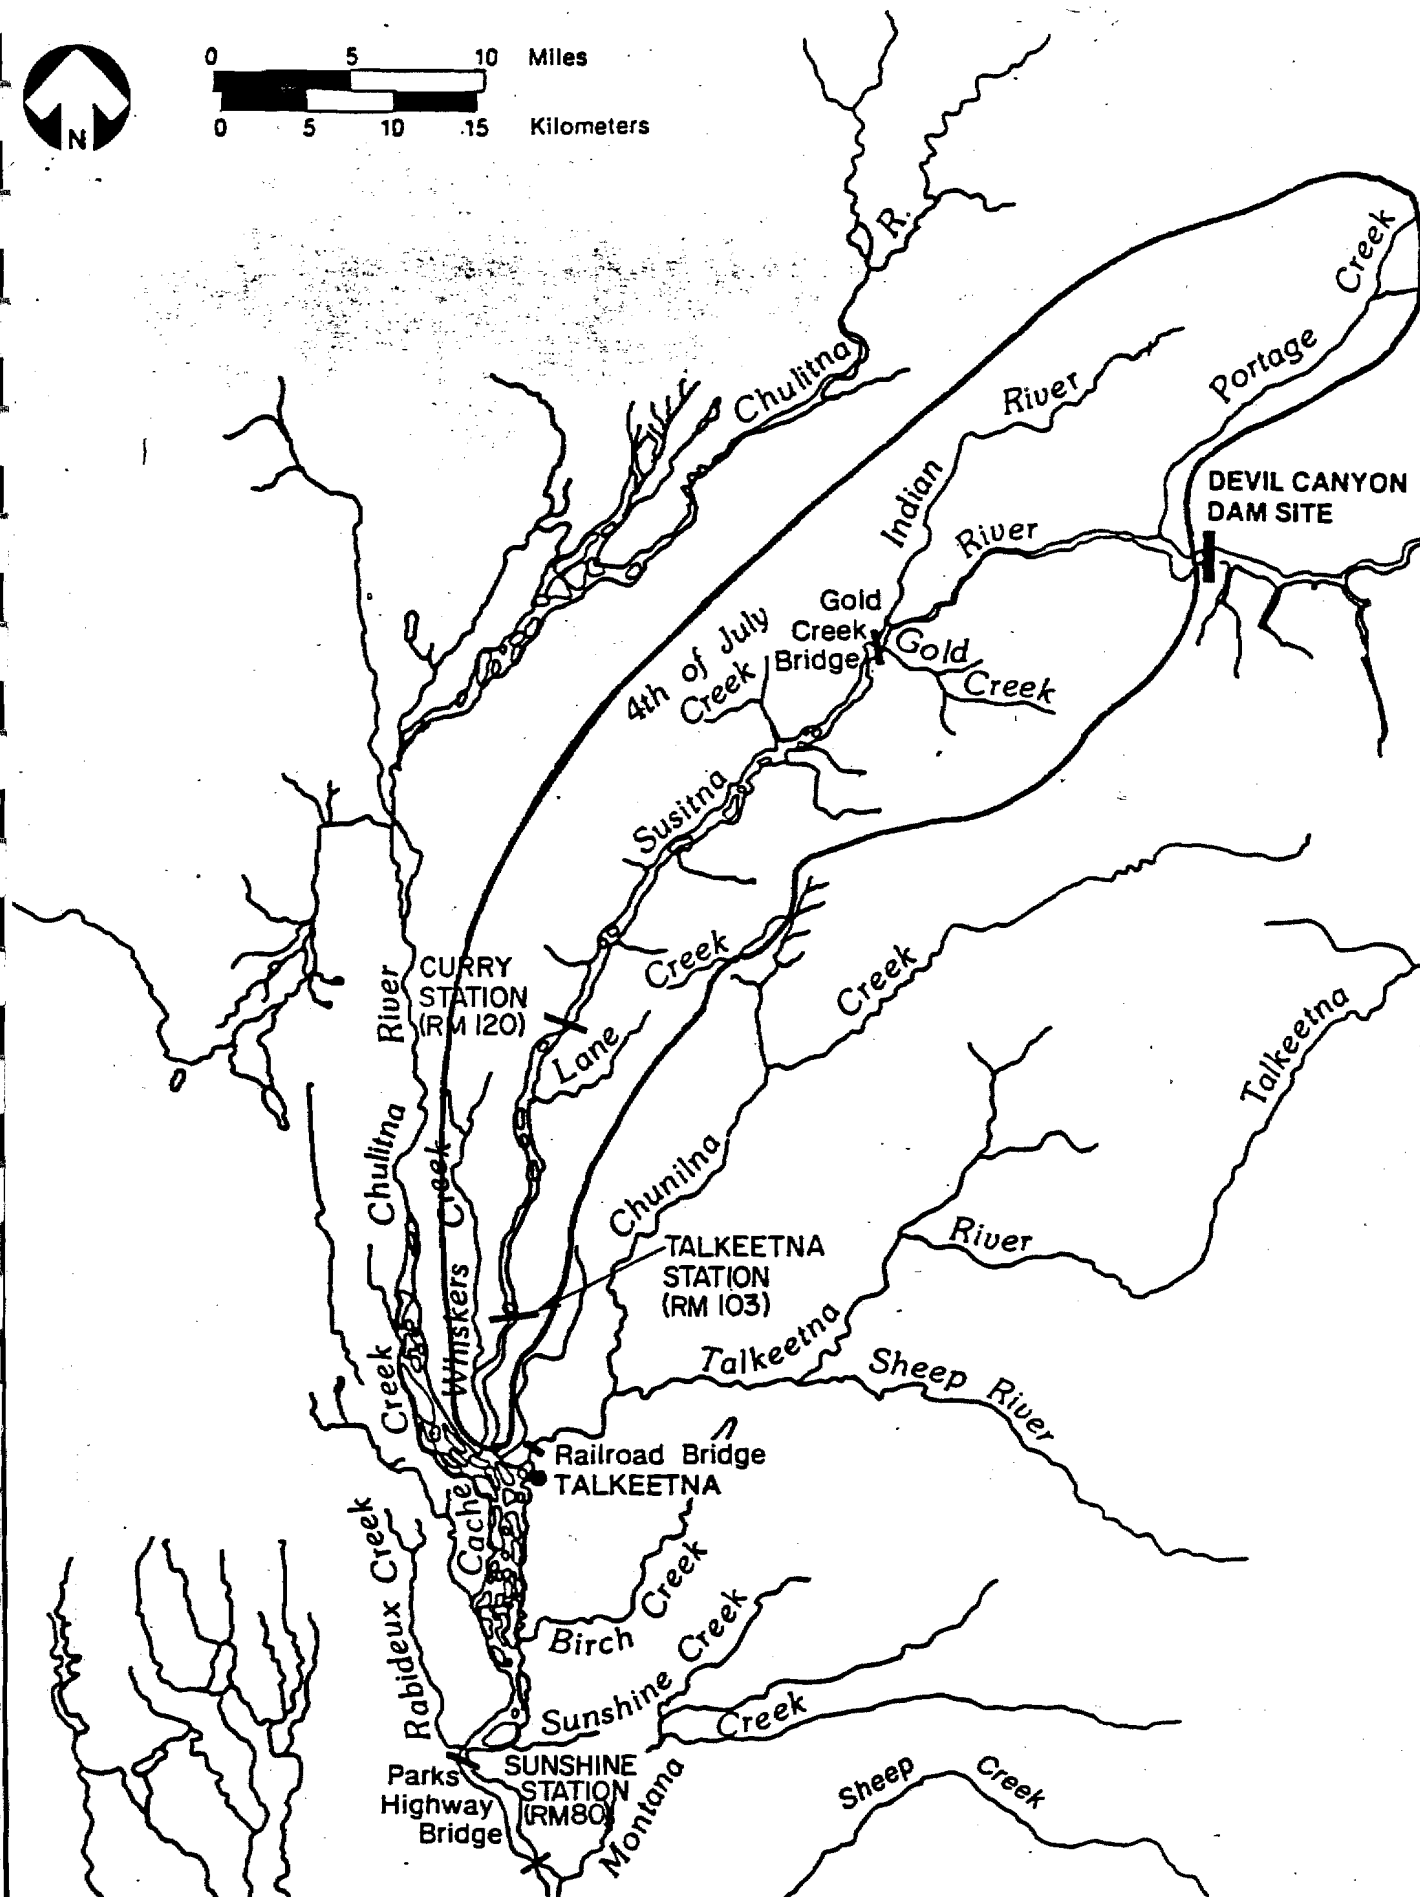 0 5 10 Miles
0 5 10 15 Kilometers
N
R.
Creek
Portage
Chulitna
River
Indian
DEVIL CANYON
DAM SITE
River
Gold
Creek
Bridge
Gold
Creek
4th of July
Creek
Susitna
Creek
Creek
CURRY
STATION
(RM 120)
River
Lane
Talkeetna
Chulitna
Creek
Chunilna
River
TALKEETNA
STATION
(RM 103)
Whiskers
Talkeetna
Sheep River
Creek
Railroad Bridge
TALKEETNA
Cache
Rabideux Creek
Birch Creek
Sunshine Creek
Creek
SUNSHINE
STATION
(RM80)
Parks
Highway
Bridge
Montana
Sheep Creek